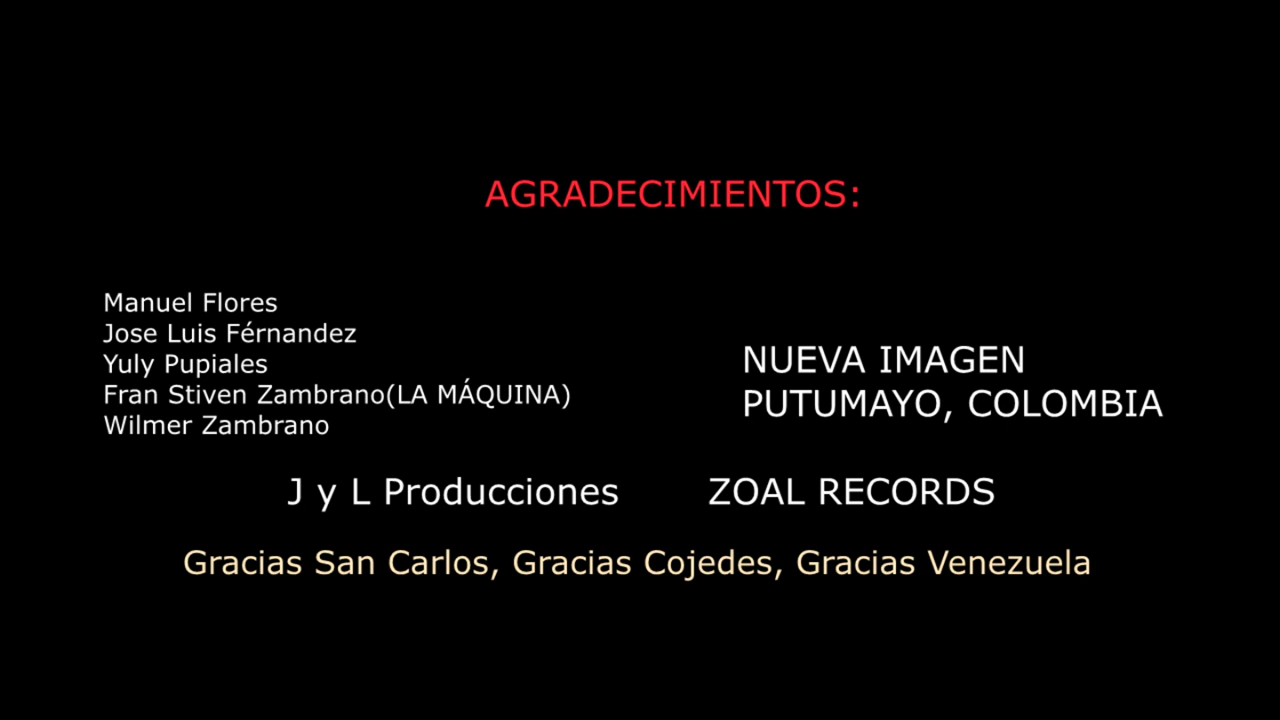 AGRADECIMIENTOS:
Manuel Flores
Jose Luis Férnandez
Yuly Pupiales
Fran Stiven Zambrano(LA MÁQUINA)
Wilmer Zambrano
NUEVA IMAGEN
PUTUMAYO, COLOMBIA
J y L Producciones
ZOAL RECORDS
Gracias San Carlos, Gracias Cojedes, Gracias Venezuela